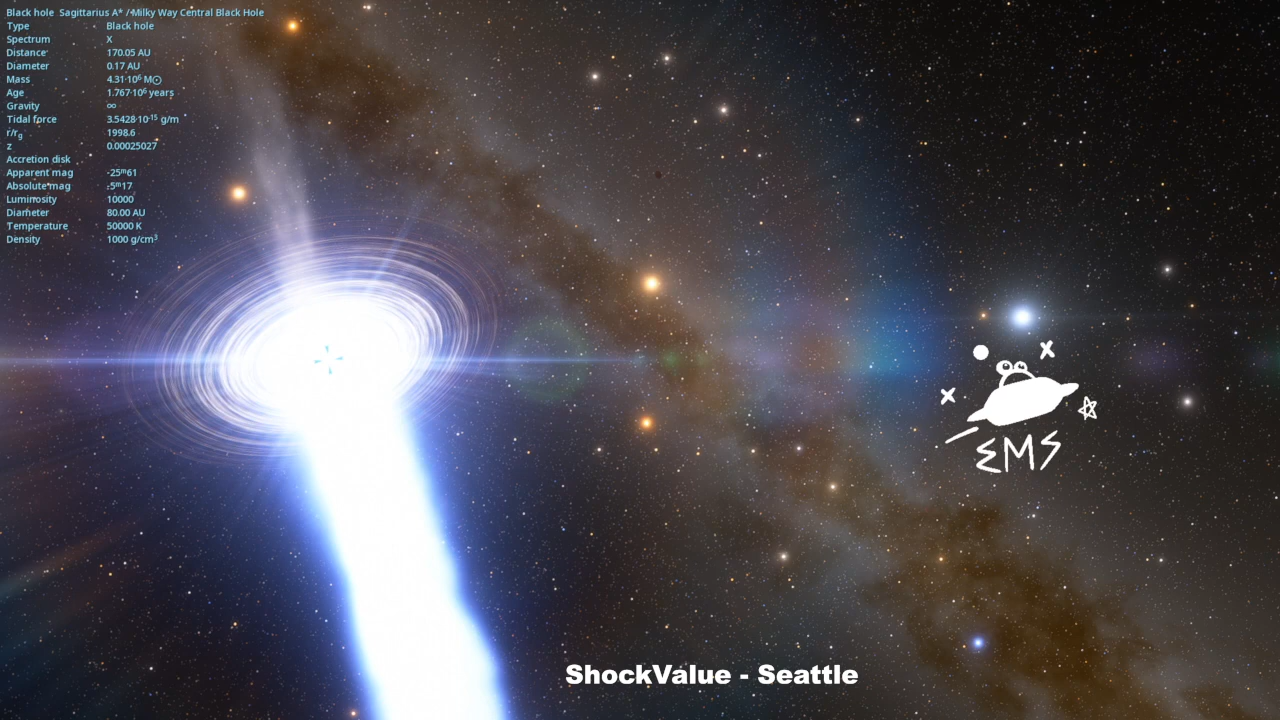 Black hole Sagittarius A* / Milky Way Central Black Hole
Type Black hole
Spectrum X
Distance 170.05 AU
Diameter 0.17 AU
Mass 4.31·10⁶ M☉
Age 1.767·10⁶ years
Gravity ∞
Tidal force 3.5428·10⁻¹⁵ g/m
r/rg 1998.6
z 0.00025027
Accretion disk
Apparent mag -25ᵐ61
Absolute mag -5ᵐ17
Luminosity 10000
Diameter 80.00 AU
Temperature 50000 K
Density 1000 g/cm³
EMS
ShockValue - Seattle